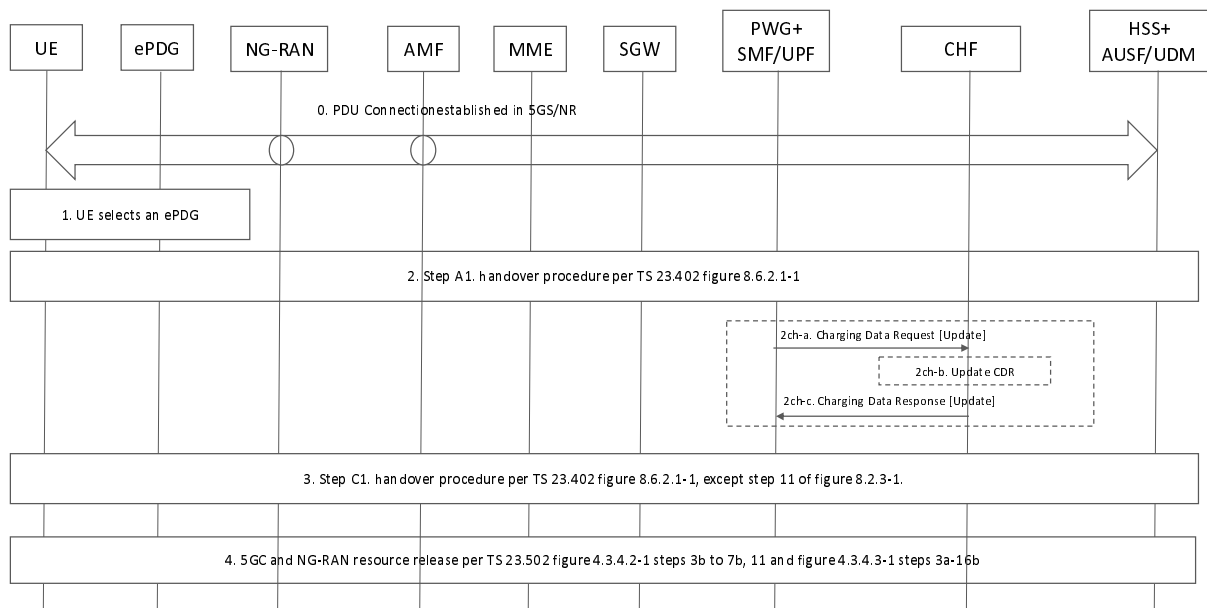 UE
ePDG
NG-RAN
AMF
MME
SGW
PWG+
SMF/UPF
CHF
HSS+
AUSF/UDM
0. PDU Connectionestablished in 5GS/NR
1. UE selects an ePDG
2. Step A1. handover procedure per TS 23.402 figure 8.6.2.1-1
2ch-a. Charging Data Request [Update]
2ch-b. Update CDR
2ch-c. Charging Data Response [Update]
3. Step C1. handover procedure per TS 23.402 figure 8.6.2.1-1, except step 11 of figure 8.2.3-1.
4. 5GC and NG-RAN resource release per TS 23.502 figure 4.3.4.2-1 steps 3b to 7b, 11 and figure 4.3.4.3-1 steps 3a-16b